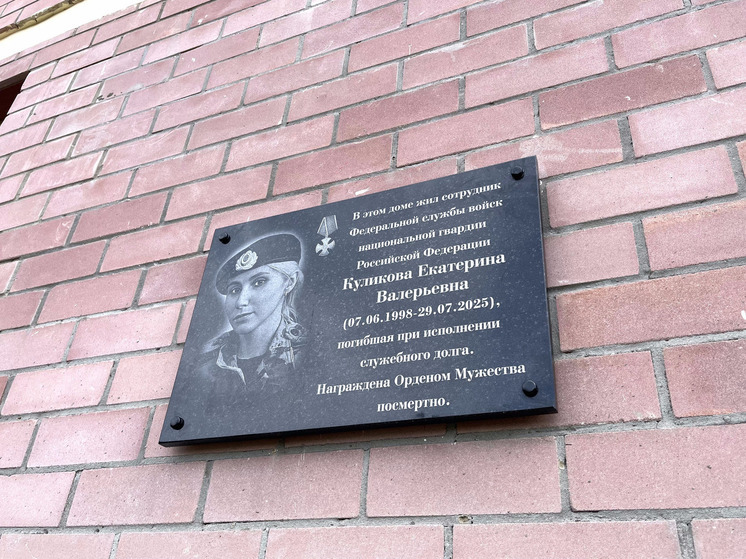 В этом доме жил сотрудник
Федеральной службы войск
национальной гвардии
Российской Федерации
Куликова Екатерина
Валерьевна
(07.06.1998-29.07.2025),
погибшая при исполнении
служебного долга.
Награждена Орденом Мужества
посмертно.